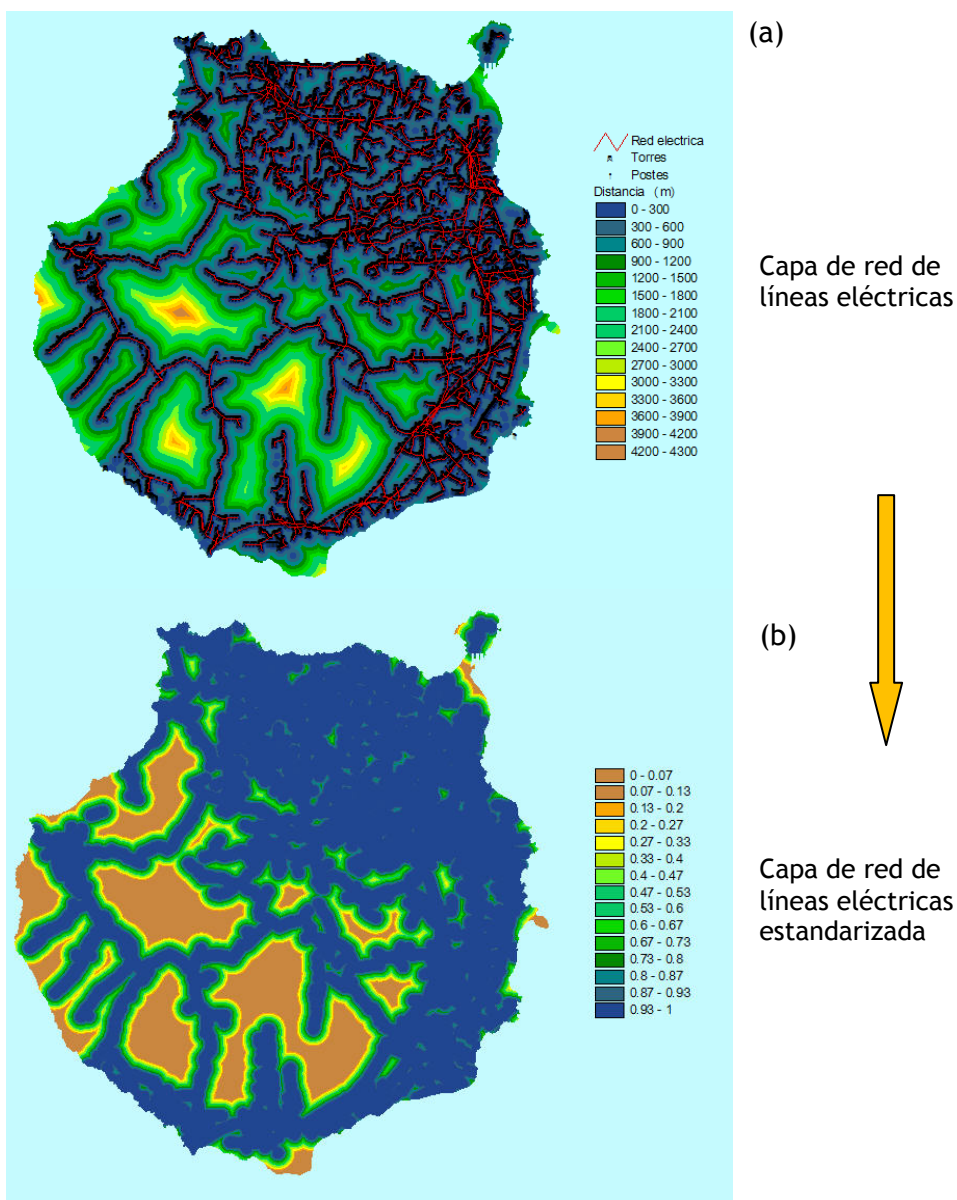 (a)
Red electrica
Torres
Postes
Distancia (m)
0 - 300
300 - 600
600 - 900
900 - 1200
1200 - 1500
1500 - 1800
1800 - 2100
2100 - 2400
2400 - 2700
2700 - 3000
3000 - 3300
3300 - 3600
3600 - 3900
3900 - 4200
4200 - 4300
Capa de red de
líneas eléctricas
(b)
0 - 0.07
0.07 - 0.13
0.13 - 0.2
0.2 - 0.27
0.27 - 0.33
0.33 - 0.4
0.4 - 0.47
0.47 - 0.53
0.53 - 0.6
0.6 - 0.67
0.67 - 0.73
0.73 - 0.8
0.8 - 0.87
0.87 - 0.93
0.93 - 1
Capa de red de
líneas eléctricas
estandarizada